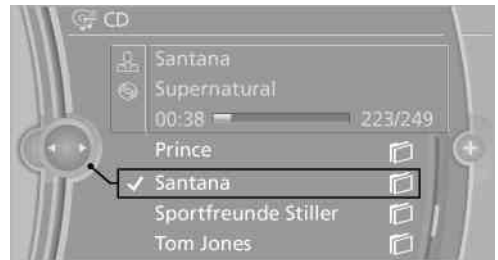 CD
Santana
Supernatural
00:38 223/249
Prince
Santana
Sportfreunde Stiller
Tom Jones